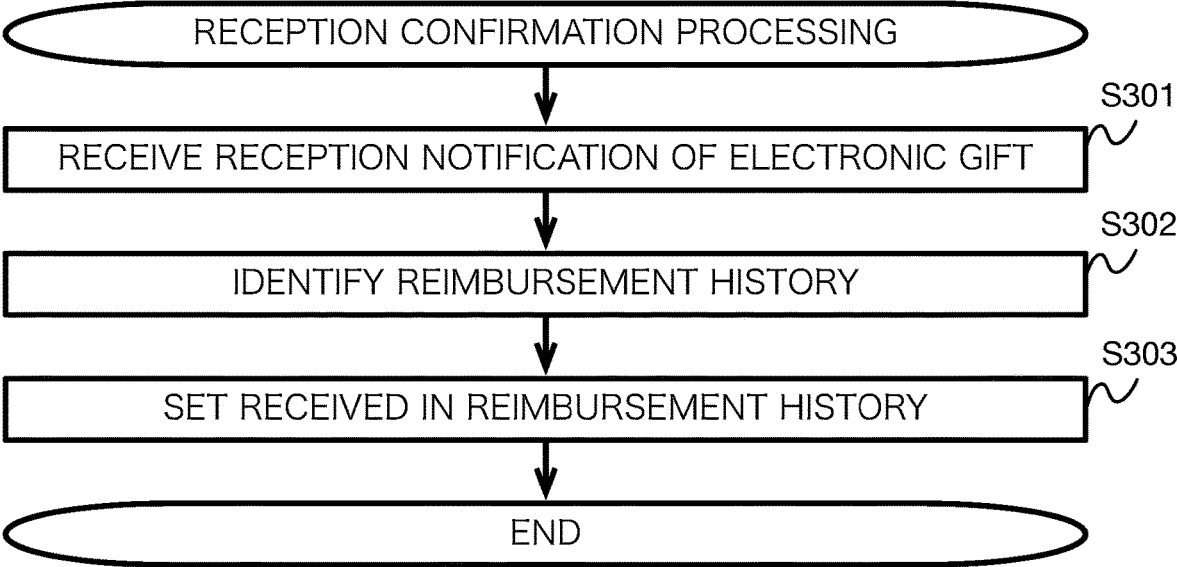 RECEPTION CONFIRMATION PROCESSING
S301
RECEIVE RECEPTION NOTIFICATION OF ELECTRONIC GIFT
S302
IDENTIFY REIMBURSEMENT HISTORY
S303
SET RECEIVED IN REIMBURSEMENT HISTORY
END